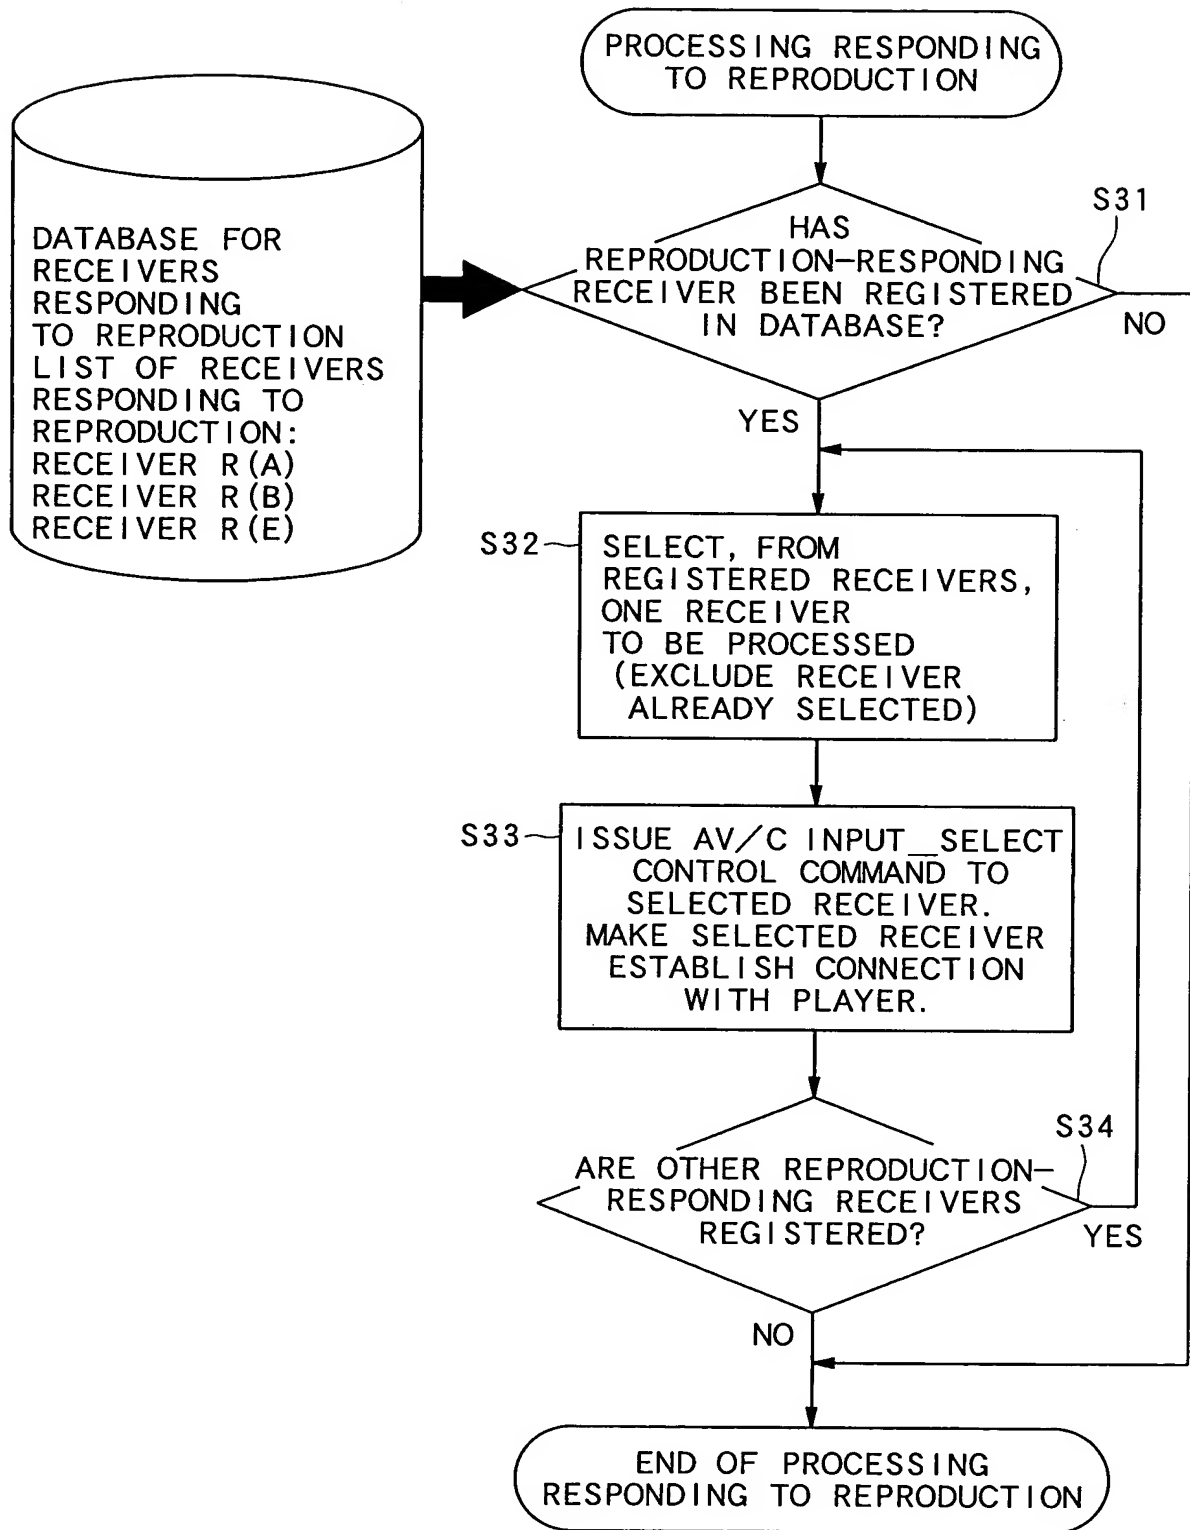 PROCESSING RESPONDING
TO REPRODUCTION
DATABASE FOR
RECEIVERS
RESPONDING
TO REPRODUCTION
LIST OF RECEIVERS
RESPONDING TO
REPRODUCTION:
RECEIVER R(A)
RECEIVER R(B)
RECEIVER R(E)
S31
HAS
REPRODUCTION-RESPONDING
RECEIVER BEEN REGISTERED
IN DATABASE?
NO
YES
S32
SELECT, FROM
REGISTERED RECEIVERS,
ONE RECEIVER
TO BE PROCESSED
(EXCLUDE RECEIVER
ALREADY SELECTED)
S33
ISSUE AV/C INPUT_SELECT
CONTROL COMMAND TO
SELECTED RECEIVER.
MAKE SELECTED RECEIVER
ESTABLISH CONNECTION
WITH PLAYER.
S34
ARE OTHER REPRODUCTION-
RESPONDING RECEIVERS
REGISTERED?
YES
NO
END OF PROCESSING
RESPONDING TO REPRODUCTION